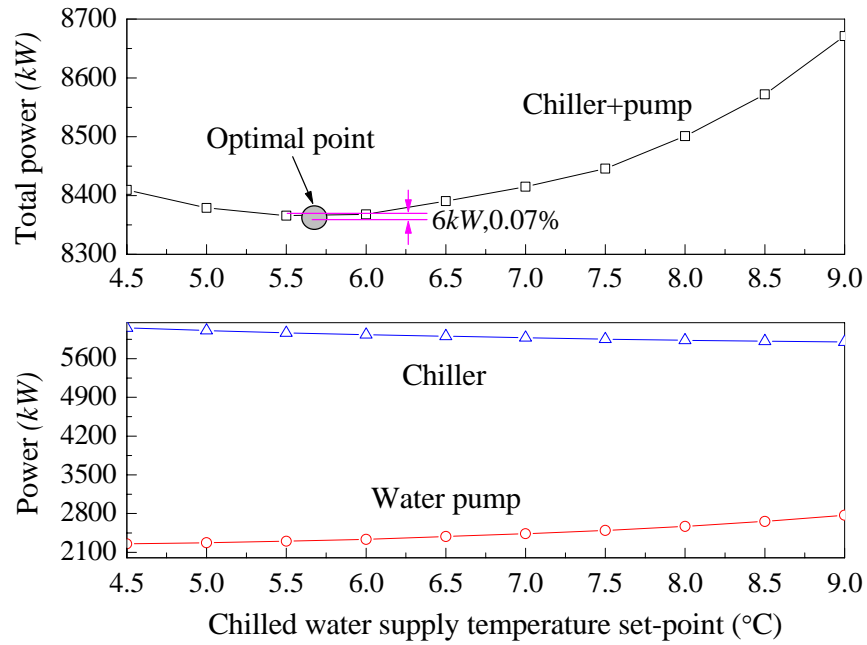 8700
8600
8500
8400
8300
Total power (kW)
Chiller+pump
Optimal point
6kW,0.07%
4.5 5.0 5.5 6.0 6.5 7.0 7.5 8.0 8.5 9.0
5600
4900
4200
3500
2800
2100
Power (kW)
Chiller
Water pump
4.5 5.0 5.5 6.0 6.5 7.0 7.5 8.0 8.5 9.0
Chilled water supply temperature set-point (°C)